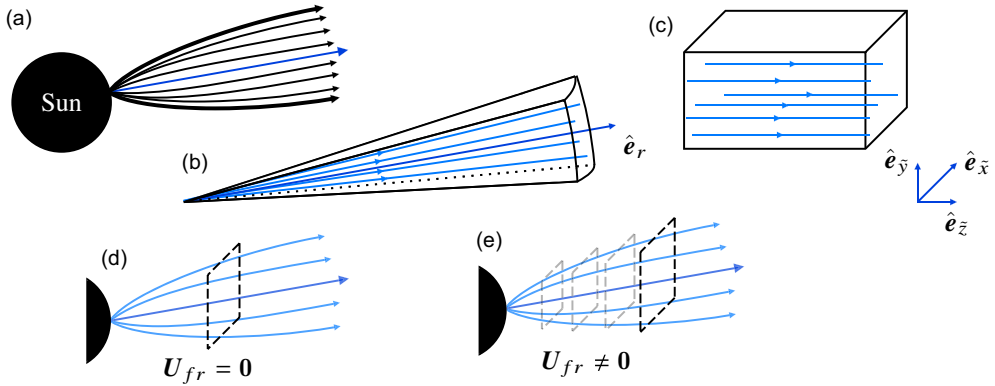 (a)
Sun
(b)
ê_r
(c)
ê_ỹ
ê_x̃
ê_z̃
(d)
U_fr = 0
(e)
U_fr ≠ 0